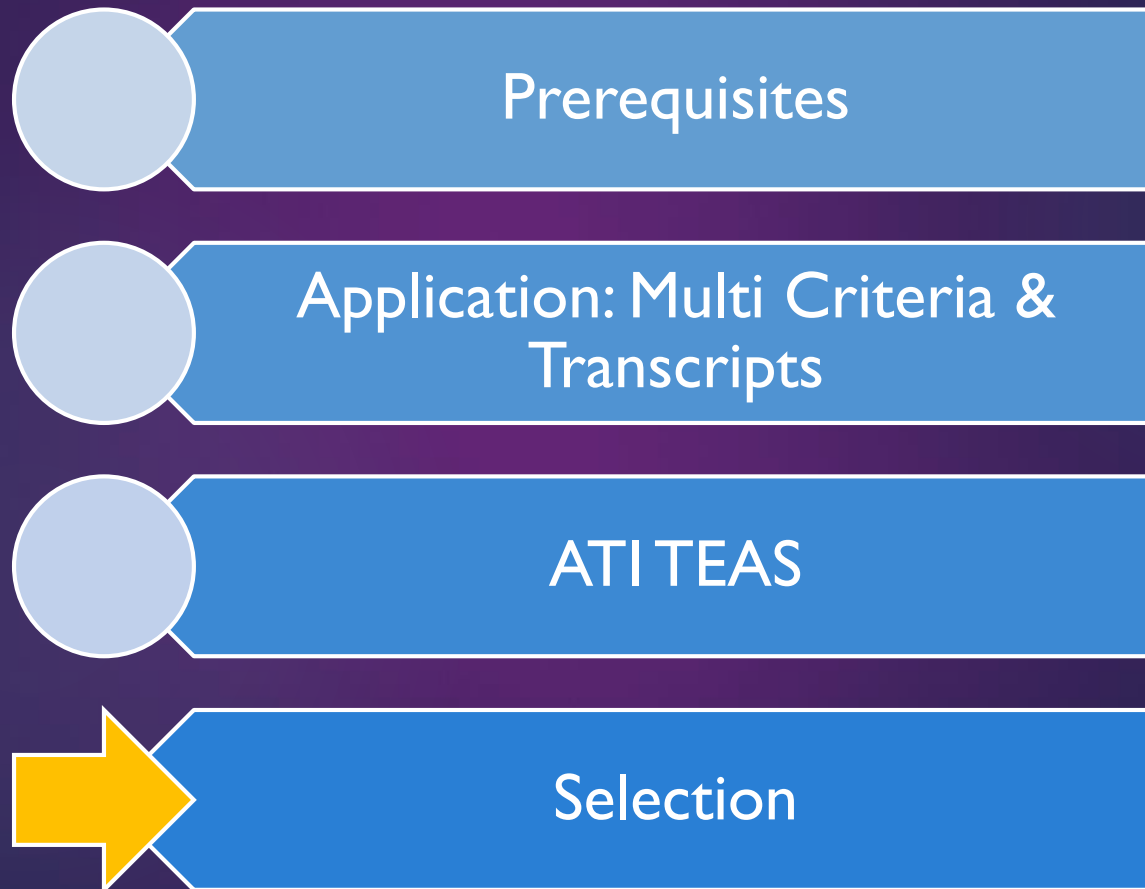 Prerequisites
Application: Multi Criteria &
Transcripts
ATI TEAS
Selection